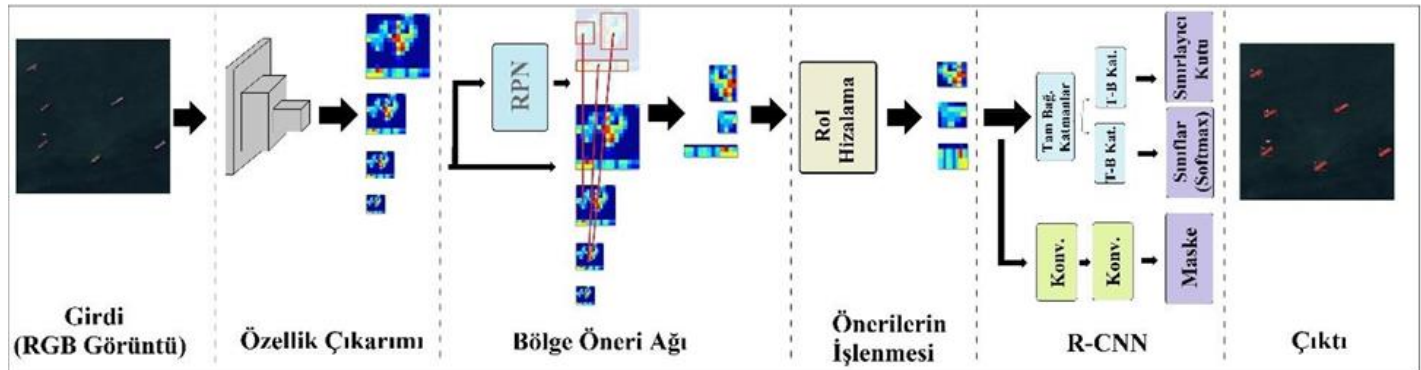 RPN
RoI
Hizalama
Tam Bağ.
Katmanlar
T-B Kat.
T-B Kat.
Sınırlayıcı
Kutu
Sınıflar
(Softmax)
Konv.
Konv.
Maske
Girdi
(RGB Görüntü)
Özellik Çıkarımı
Bölge Öneri Ağı
Önerilerin
İşlenmesi
R-CNN
Çıktı